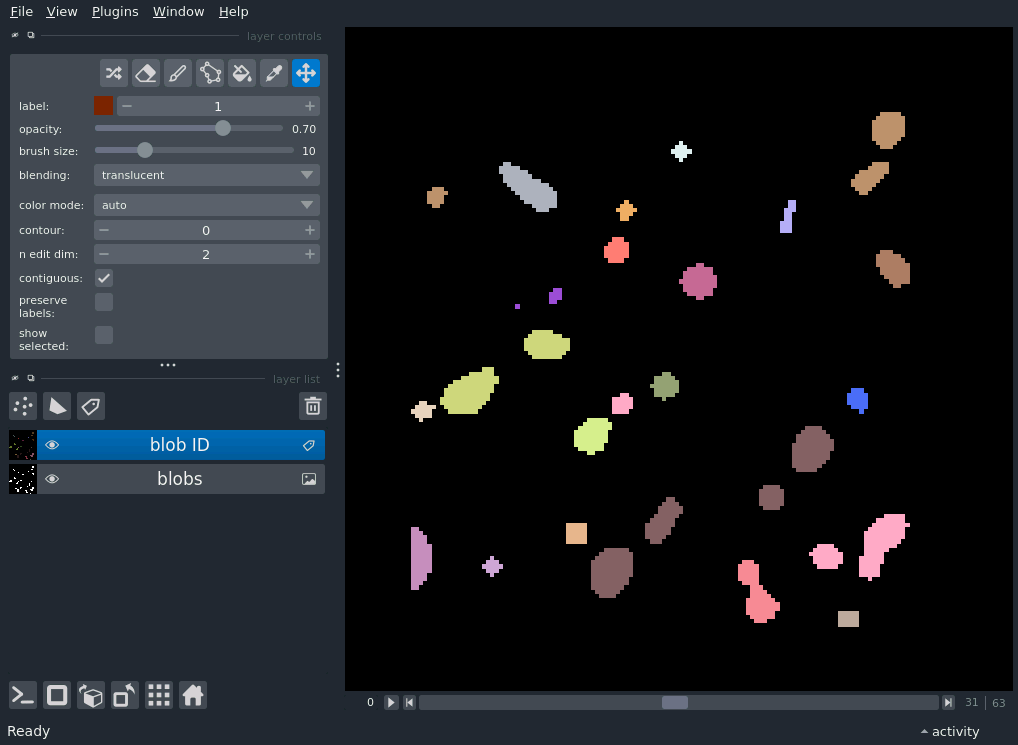 File View Plugins Window Help
layer controls
label: 1
opacity: 0.70
brush size: 10
blending: translucent
color mode: auto
contour: 0
n edit dim: 2
contiguous:
preserve
labels:
show
selected:
layer list
blob ID
blobs
0 31 | 63
Ready activity